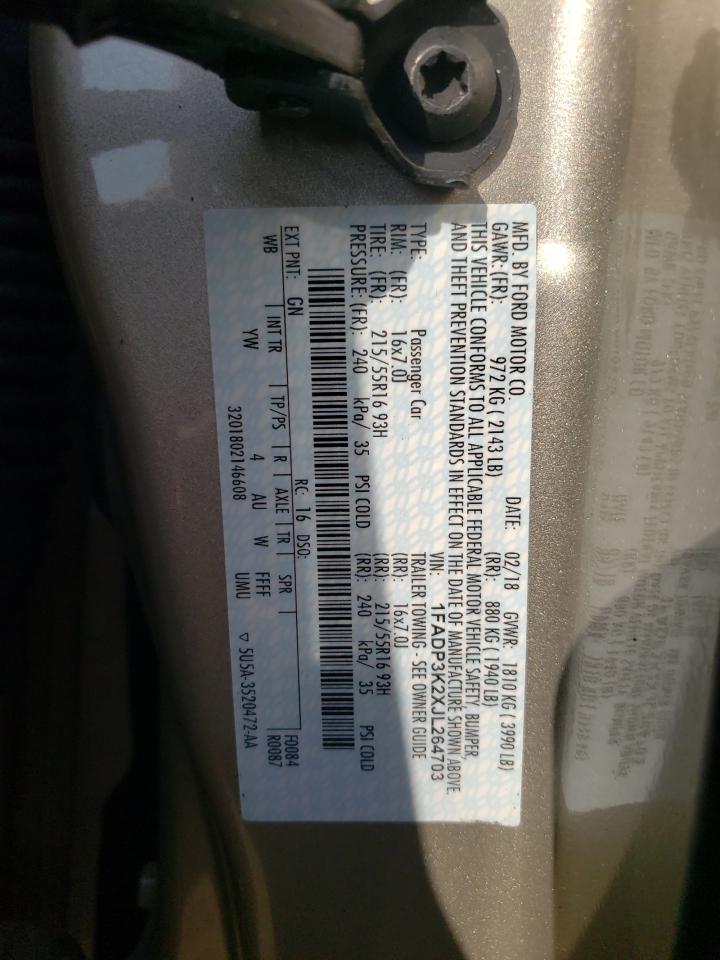 MFD. BY FORD MOTOR CO.
DATE: 02/18 GVWR: 1810 KG ( 3990 LB)
GAWR: (FR): 972 KG ( 2143 LB) (RR): 880 KG ( 1940 LB)
THIS VEHICLE CONFORMS TO ALL APPLICABLE FEDERAL MOTOR VEHICLE SAFETY, BUMPER,
AND THEFT PREVENTION STANDARDS IN EFFECT ON THE DATE OF MANUFACTURE SHOWN ABOVE.
VIN: 1FADP3K2XJL264703
TYPE: Passenger Car TRAILER TOWING - SEE OWNER GUIDE
RIM: (FR): 16x7.0J (RR): 16x7.0J
TIRE: (FR) 215/55R16 93H (RR): 215/55R16 93H
PRESSURE: (FR): 240 kPa/ 35 PSI COLD (RR): 240 kPa/ 35 PSI COLD
F0084
R0087
RC: 16 DSO:
EXT PNT: GN
WB | INT TR | TP/PS | R | AXLE | TR | SPR
YW 4 AU W FFFF
3201802146608 UMU ▽ 5U5A-3520472-AA